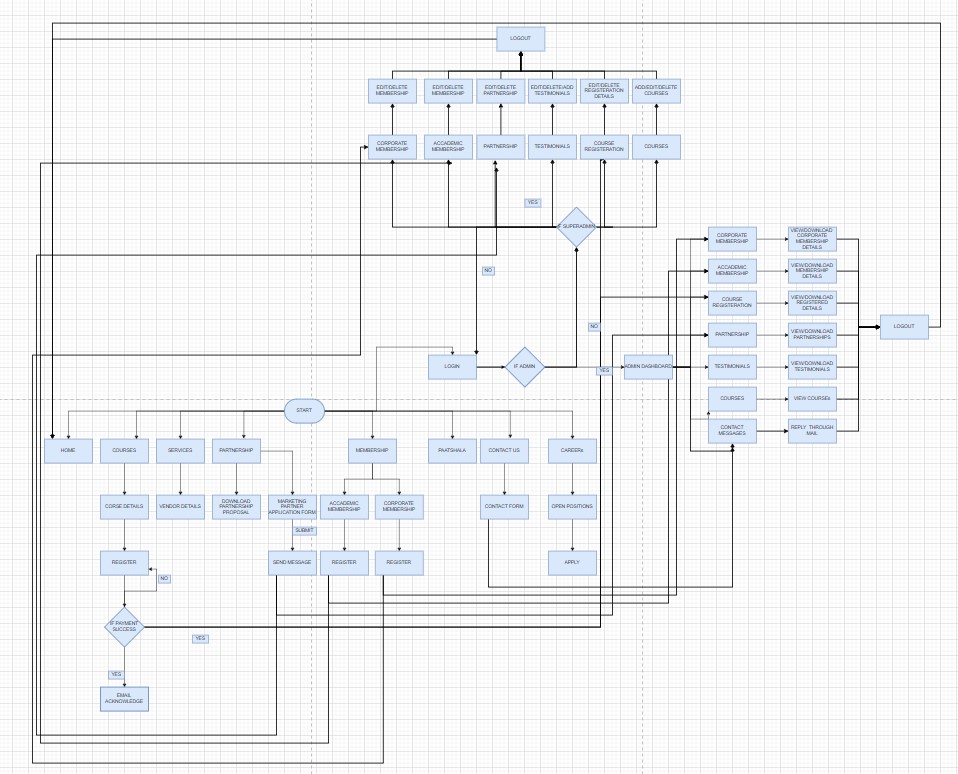 LOGOUT
EDIT/DELETE
MEMBERSHIP
EDIT/DELETE
MEMBERSHIP
EDIT/DELETE
PARTNERSHIP
EDIT/DELETE/ADD
TESTIMONIALS
EDIT/DELETE
REGISTERATION
DETAILS
ADD/EDIT/DELETE
COURSES
CORPORATE
MEMBERSHIP
ACCADEMIC
MEMBERSHIP
PARTNERSHIP
TESTIMONIALS
COURSE
REGISTERATION
COURSES
YES
IF SUPERADMIN
NO
CORPORATE
MEMBERSHIP
VIEW/DOWNLOAD
CORPORATE
MEMBERSHIP
DETAILS
ACCADEMIC
MEMBERSHIP
VIEW/DOWNLOAD
MEMBERSHIP
DETAILS
COURSE
REGISTERATION
VIEW/DOWNLOAD
REGISTERED
DETAILS
NO
LOGOUT
PARTNERSHIP
VIEW/DOWNLOAD
PARTNERSHIPS
LOGIN
IF ADMIN
YES
ADMIN DASHBOARD
TESTIMONIALS
VIEW/DOWNLOAD
TESTIMONIALS
COURSES
VIEW COURSEs
START
CONTACT
MESSAGES
REPLY THROUGH
MAIL
HOME
COURSES
SERVICES
PARTNERSHIP
MEMBERSHIP
PAATSHALA
CONTACT US
CAREERs
CORSE DETAILS
VENDOR DETAILS
DOWNLOAD
PARTNERSHIP
PROPOSAL
MARKETING
PARTNER
APPLICATION FORM
ACCADEMIC
MEMBERSHIP
CORPORATE
MEMBERSHIP
CONTACT FORM
OPEN POSITIONS
SUBMIT
REGISTER
SEND MESSAGE
REGISTER
REGISTER
APPLY
NO
IF PAYMENT
SUCCESS
YES
YES
EMAIL
ACKNOWLEDGE